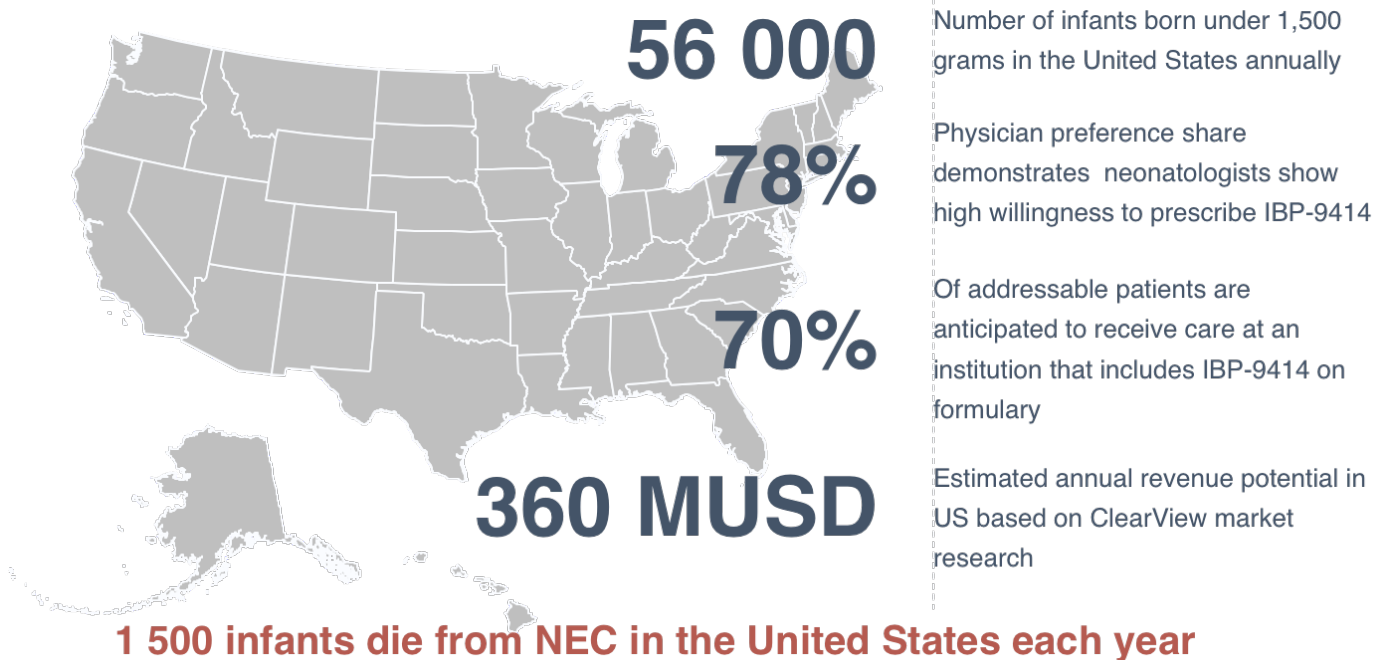 56 000
Number of infants born under 1,500
grams in the United States annually
78%
Physician preference share
demonstrates  neonatologists show
high willingness to prescribe IBP-9414
70%
Of addressable patients are
anticipated to receive care at an
institution that includes IBP-9414 on
formulary
360 MUSD
Estimated annual revenue potential in
US based on ClearView market
research
1 500 infants die from NEC in the United States each year